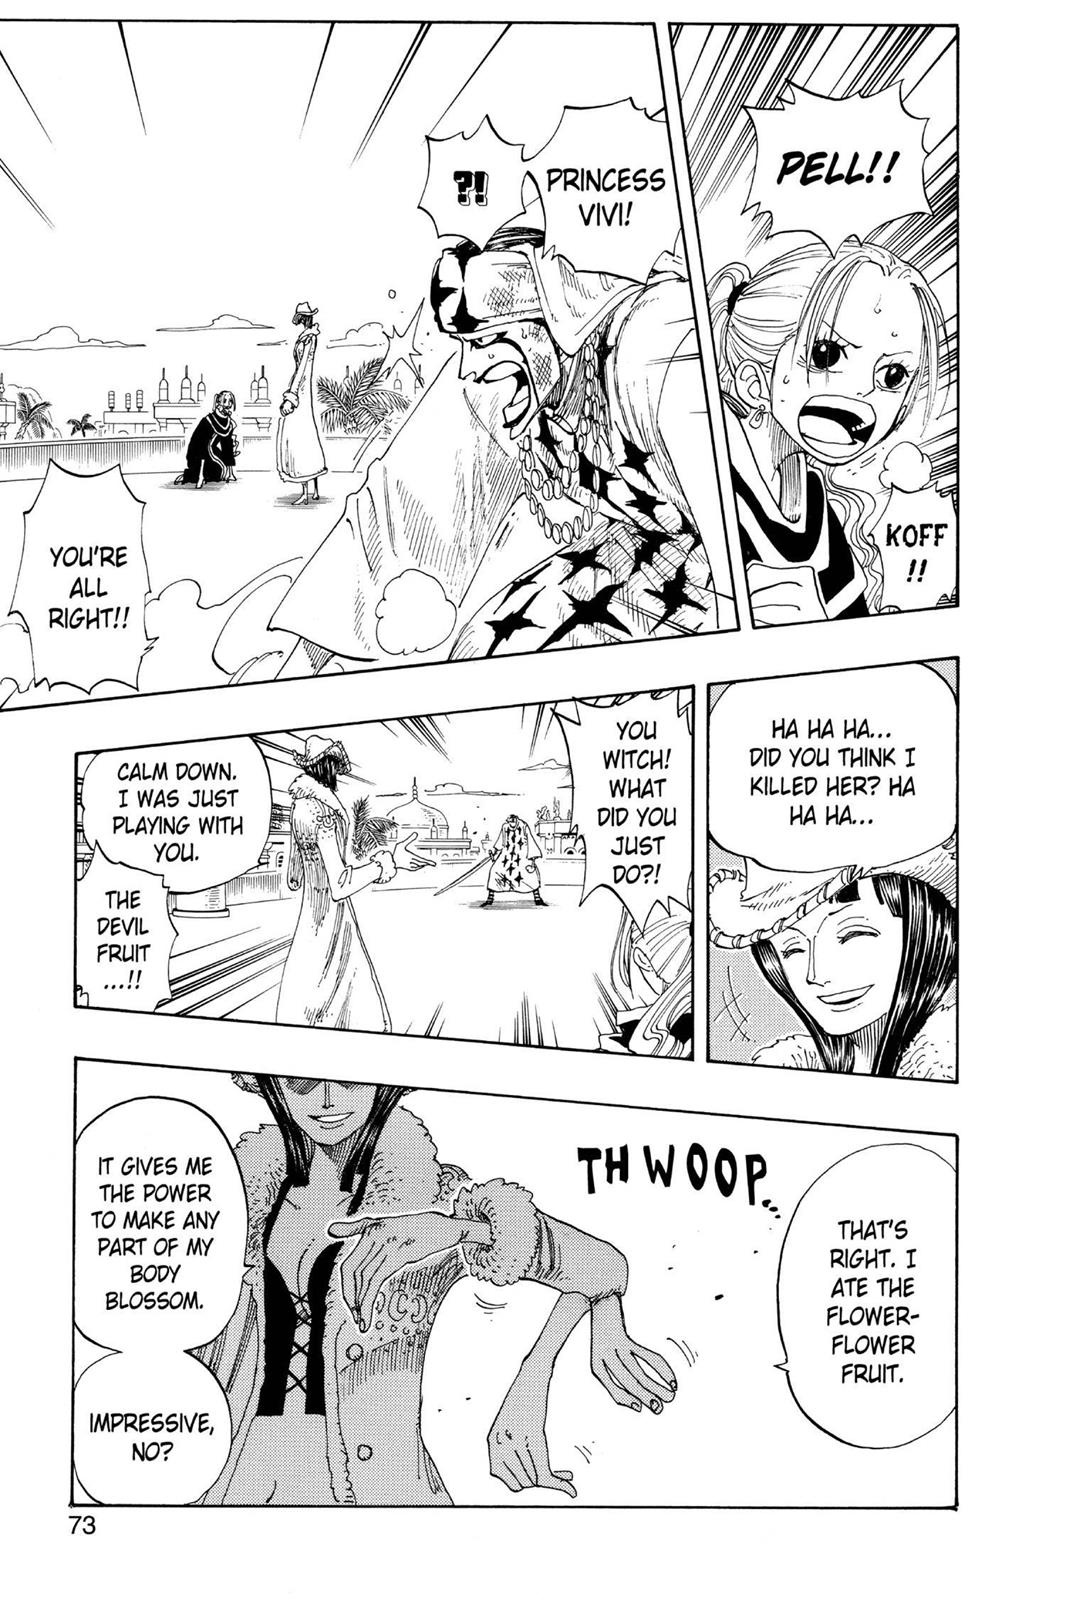 PELL!!
KOFF
!!
PRINCESS
VIVI!
?!
YOU'RE
ALL
RIGHT!!
HA HA HA...
DID YOU THINK I
KILLED HER? HA
HA HA...
YOU
WITCH!
WHAT
DID YOU
JUST
DO?!
CALM DOWN.
I WAS JUST
PLAYING WITH
YOU.
THE
DEVIL
FRUIT
...!!
THAT'S
RIGHT. I
ATE THE
FLOWER-
FLOWER
FRUIT.
THWOOP...
IT GIVES ME
THE POWER
TO MAKE ANY
PART OF MY
BODY
BLOSSOM.
IMPRESSIVE,
NO?
73